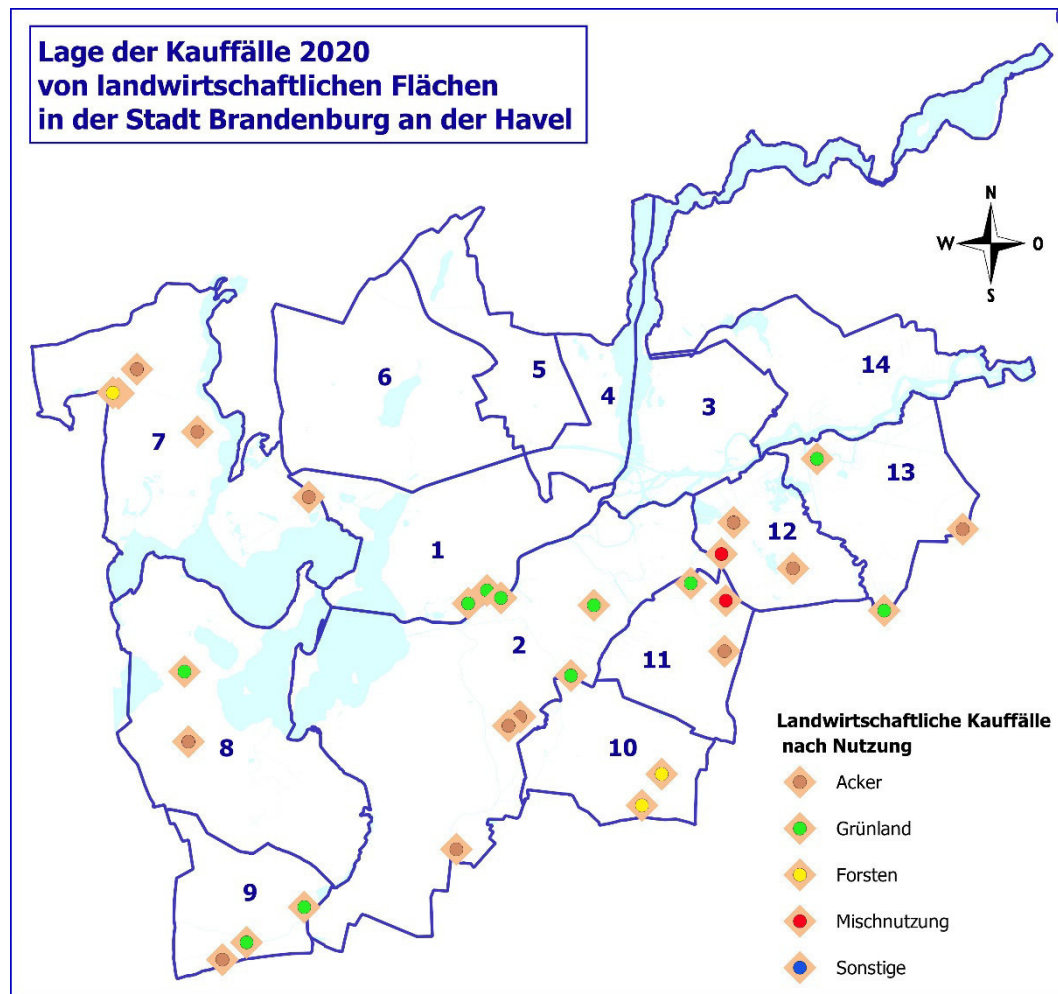 Lage der Kauffälle 2020
von landwirtschaftlichen Flächen
in der Stadt Brandenburg an der Havel
N
W
O
S
6
5
4
3
14
7
13
12
1
2
11
8
10
9
Landwirtschaftliche Kauffälle
nach Nutzung
Acker
Grünland
Forsten
Mischnutzung
Sonstige